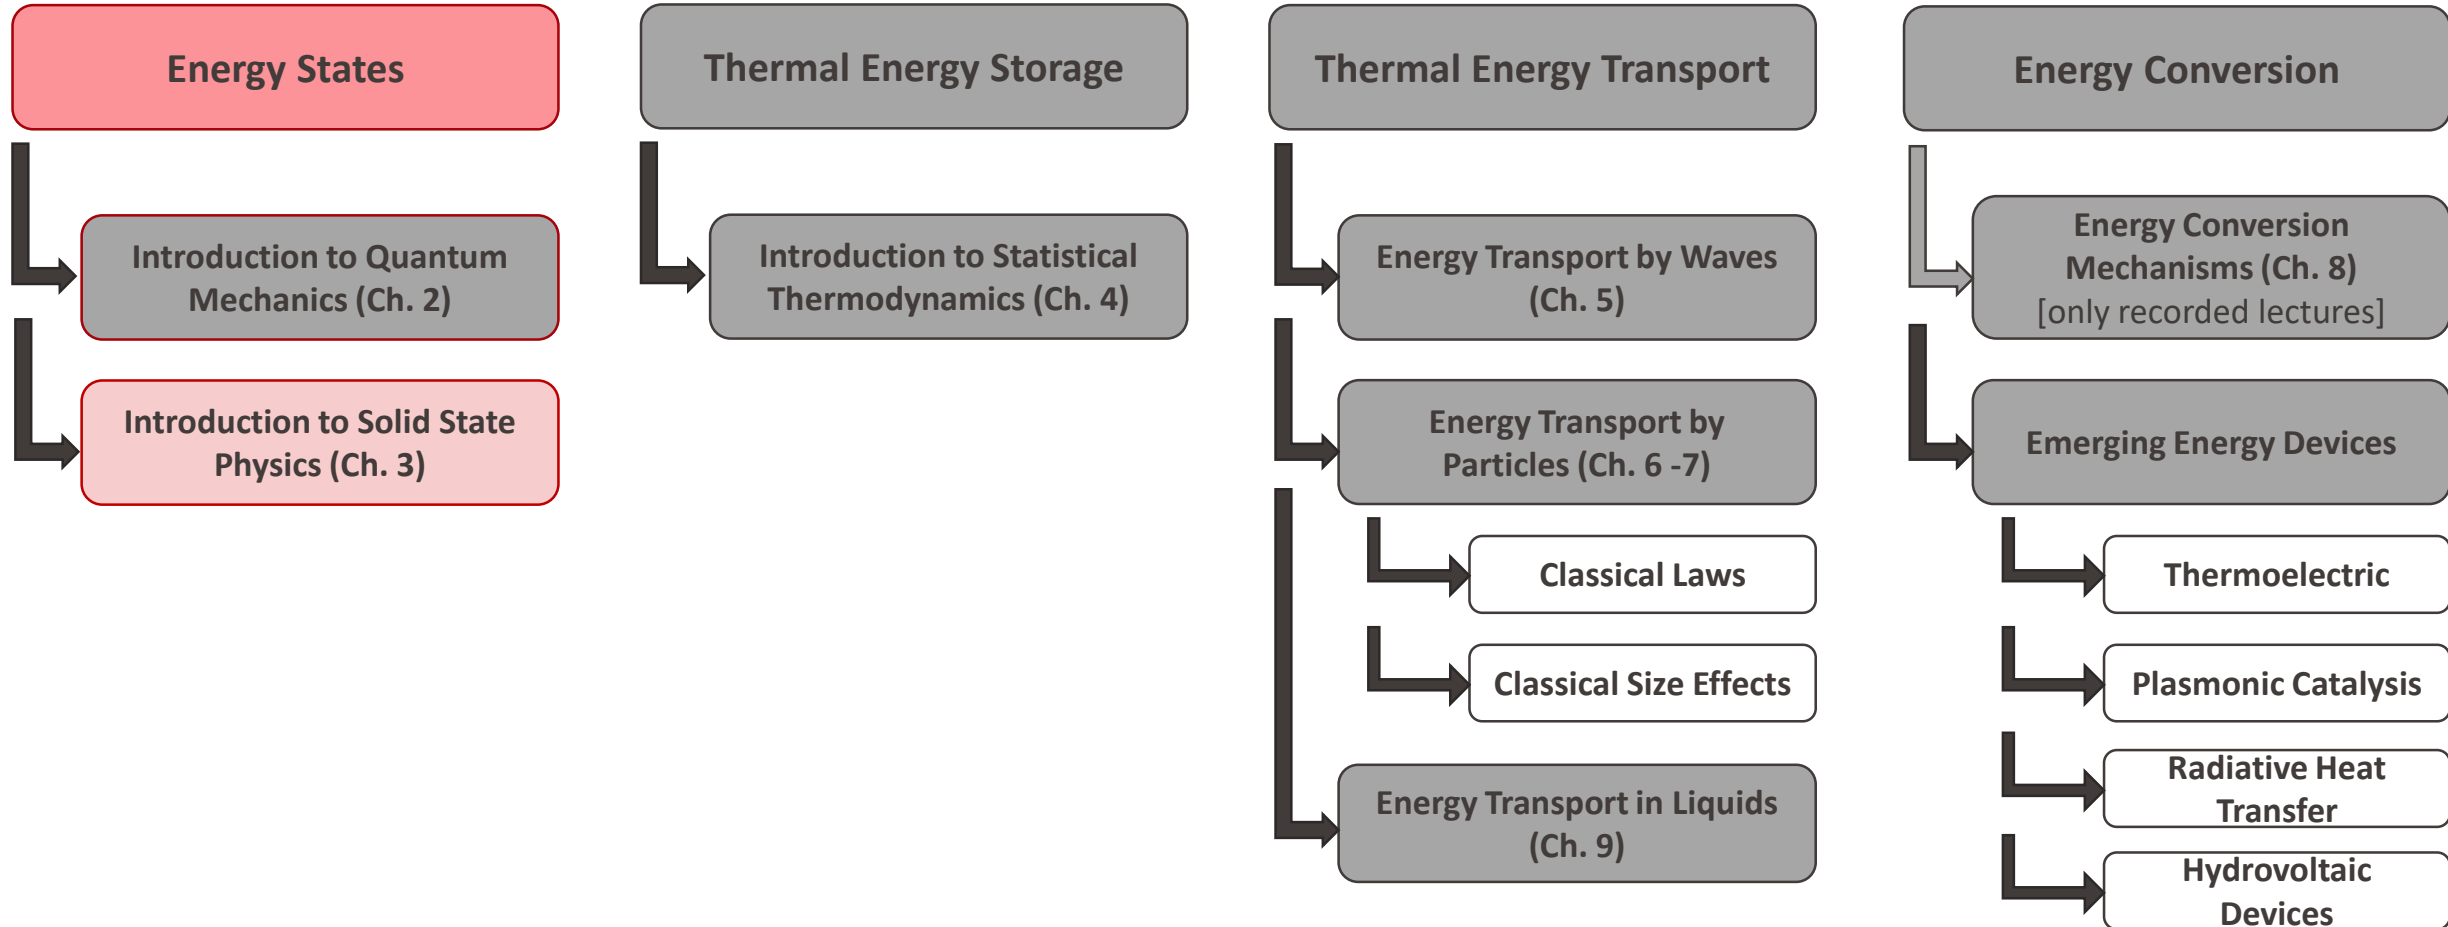 Energy States
Introduction to Quantum
Mechanics (Ch. 2)
Introduction to Solid State
Physics (Ch. 3)
Thermal Energy Storage
Introduction to Statistical
Thermodynamics (Ch. 4)
Thermal Energy Transport
Energy Transport by Waves
(Ch. 5)
Energy Transport by
Particles (Ch. 6 -7)
Classical Laws
Classical Size Effects
Energy Transport in Liquids
(Ch. 9)
Energy Conversion
Energy Conversion
Mechanisms (Ch. 8)
[only recorded lectures]
Emerging Energy Devices
Thermoelectric
Plasmonic Catalysis
Radiative Heat
Transfer
Hydrovoltaic
Devices